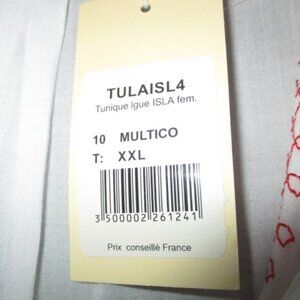 TULAISL4
Tunique lgue ISLA fem.
10 MULTICO
T: XXL
3 500002 261241
Prix conseillé France